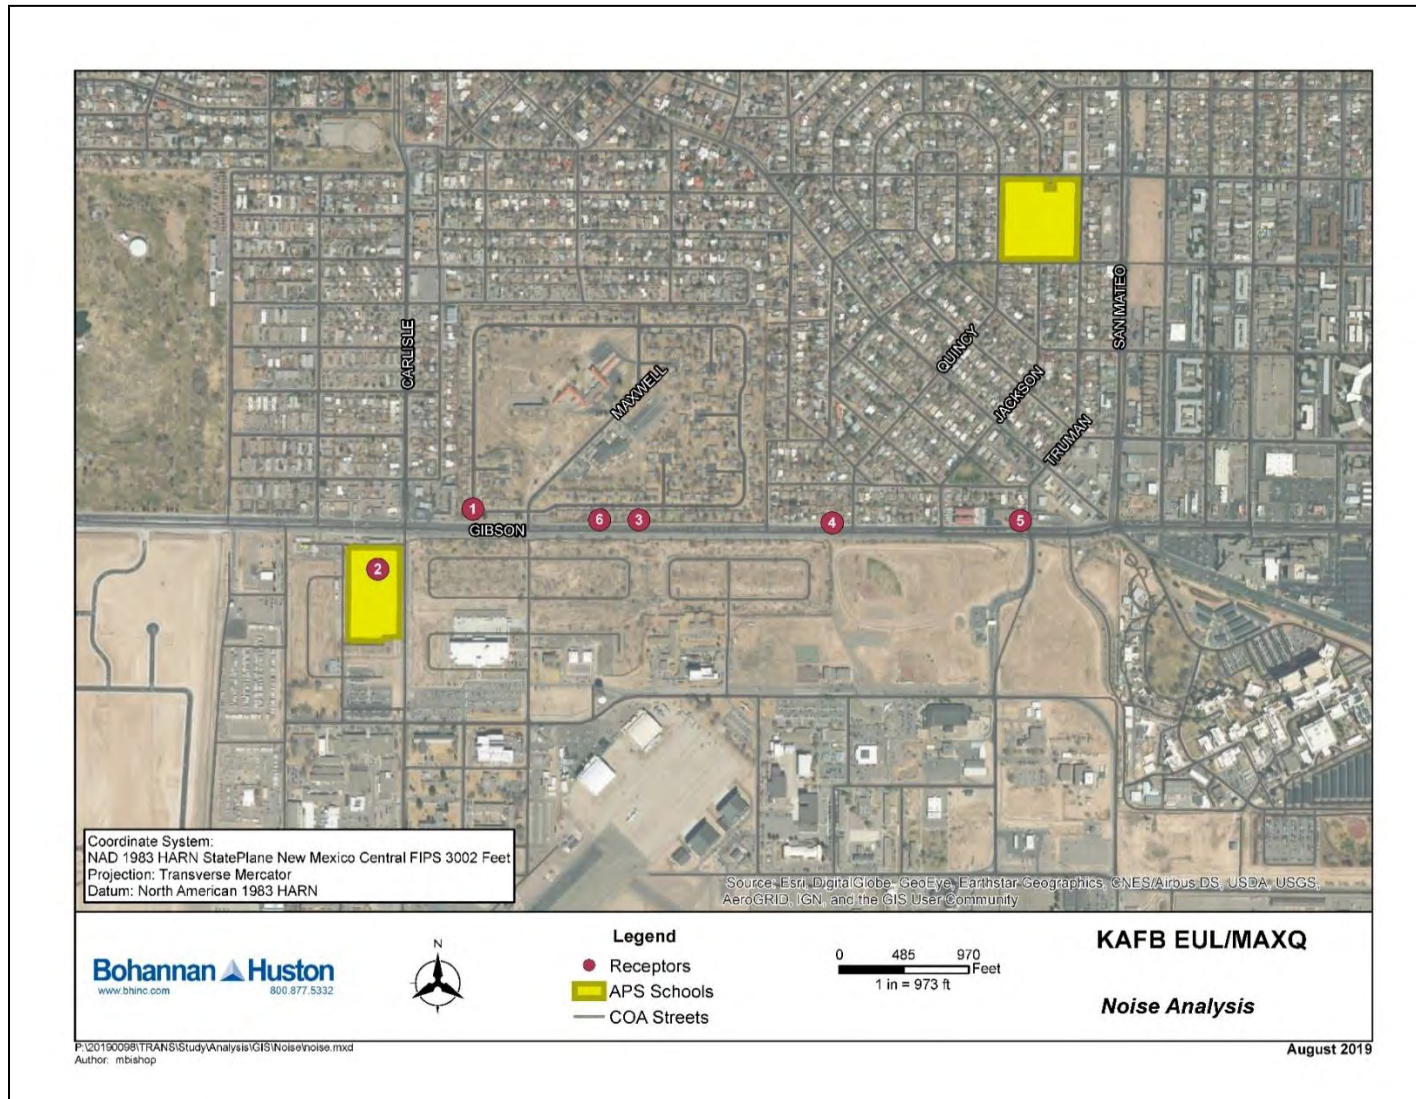 CARLISLE
MAXWELL
QUINCY
JACKSON
TRUMAN
SAN MATEO
1
GIBSON
6
3
4
5
2
Coordinate System:
NAD 1983 HARN StatePlane New Mexico Central FIPS 3002 Feet
Projection: Transverse Mercator
Datum: North American 1983 HARN
Source: Esri, DigitalGlobe, GeoEye, Earthstar Geographics, CNES/Airbus DS, USDA, USGS,
AeroGRID, IGN, and the GIS User Community
Bohannan Huston
www.bhinc.com 800.877.5332
N
Legend
Receptors
APS Schools
COA Streets
0 485 970
Feet
1 in = 973 ft
KAFB EUL/MAXQ
Noise Analysis
P:\20190098\TRANS\Study\Analysis\GIS\Noise\noise.mxd
Author: mbishop
August 2019